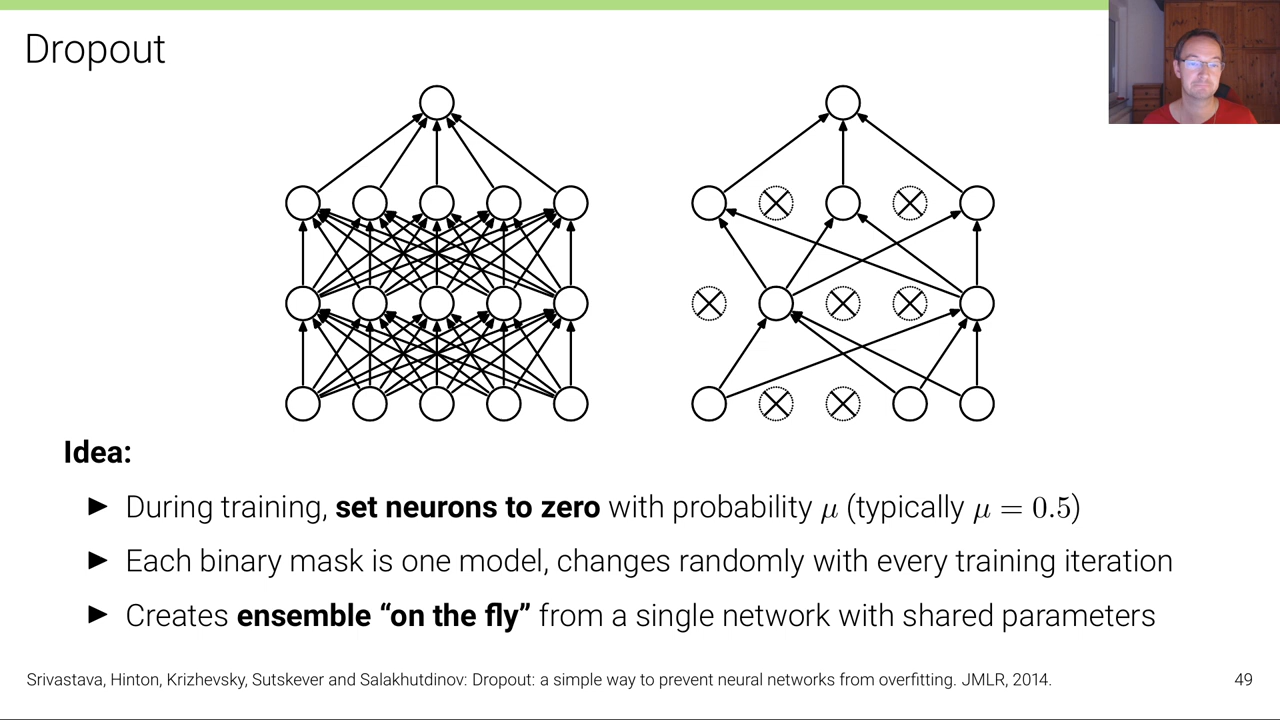 Dropout
Idea:
► During training, set neurons to zero with probability μ (typically μ = 0.5)
► Each binary mask is one model, changes randomly with every training iteration
► Creates ensemble “on the fly” from a single network with shared parameters
Srivastava, Hinton, Krizhevsky, Sutskever and Salakhutdinov: Dropout: a simple way to prevent neural networks from overfitting. JMLR, 2014.
49